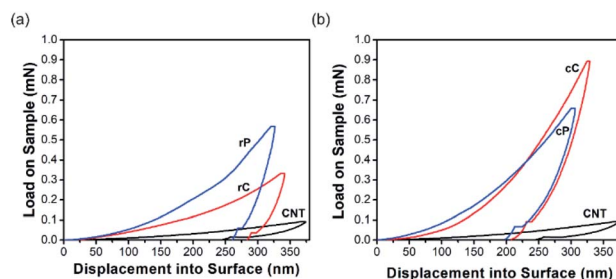 (a)
Load on Sample (mN)
1.0
0.9
0.8
0.7
0.6
0.5
0.4
0.3
0.2
0.1
0.0
rP
rC
CNT
0 25 50 75 100 150 200 250 300 350
Displacement into Surface (nm)
(b)
Load on Sample (mN)
1.0
0.9
0.8
0.7
0.6
0.5
0.4
0.3
0.2
0.1
0.0
cC
cP
CNT
0 25 50 75 100 150 200 250 300 350
Displacement into Surface (nm)